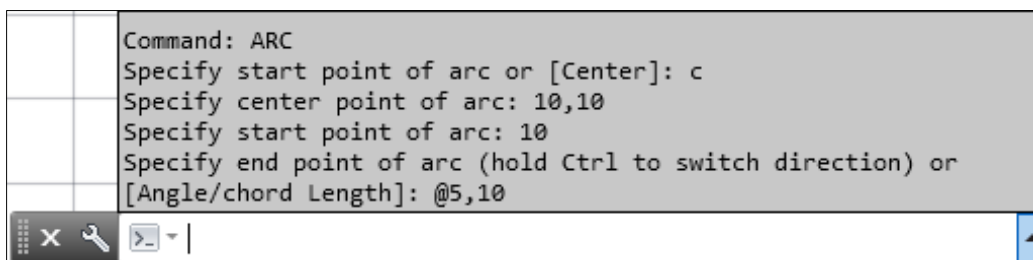 Command: ARC
Specify start point of arc or [Center]: c
Specify center point of arc: 10,10
Specify start point of arc: 10
Specify end point of arc (hold Ctrl to switch direction) or
[Angle/chord Length]: @5,10